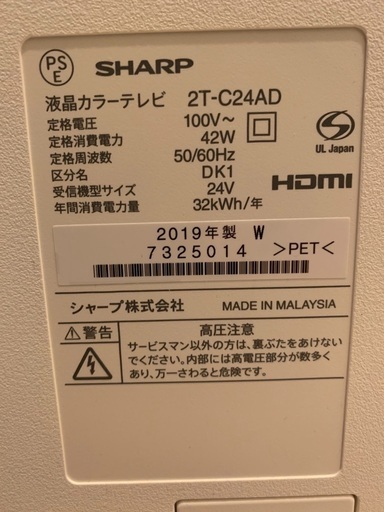 PS
E
SHARP
液晶カラーテレビ 2T-C24AD
定格電圧 100V~
定格消費電力 42W
定格周波数 50/60Hz
区分名 DK1
受信機型サイズ 24V
年間消費電力量 32kWh/年
UL Japan
HDMI
2019年製 W
7325014 >PET<
シャープ株式会社 MADE IN MALAYSIA
警告
高圧注意
サービスマン以外の方は、裏ぶたをあけない
でください。内部には高電圧部分が数多く
あり、万一さわると危険です。